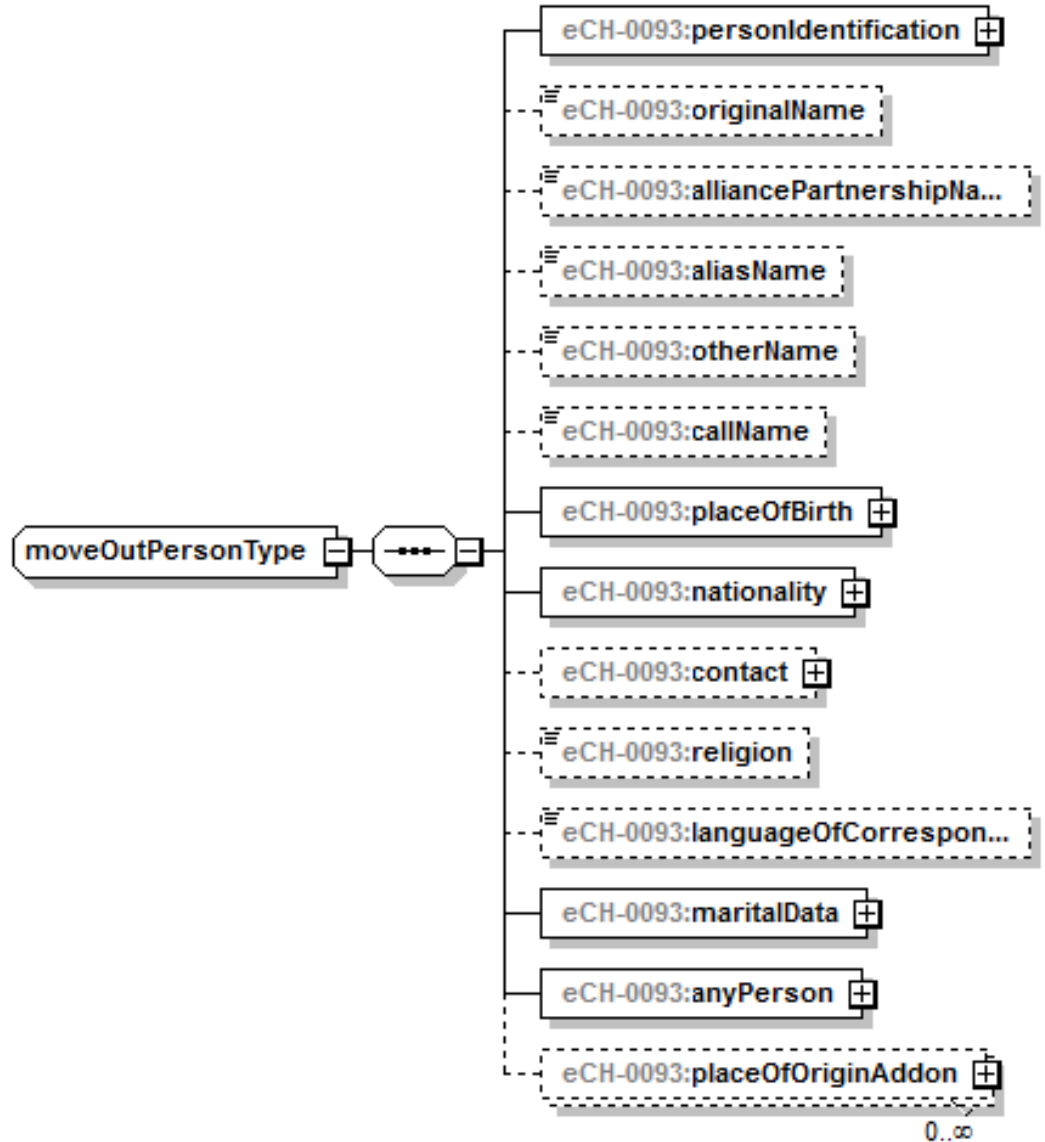 eCH-0093:personIdentification
eCH-0093:originalName
eCH-0093:alliancePartnershipNa...
eCH-0093:aliasName
eCH-0093:otherName
eCH-0093:callName
eCH-0093:placeOfBirth
moveOutPersonType
eCH-0093:nationality
eCH-0093:contact
eCH-0093:religion
eCH-0093:languageOfCorrespon...
eCH-0093:maritalData
eCH-0093:anyPerson
eCH-0093:placeOfOriginAddon
0..∞